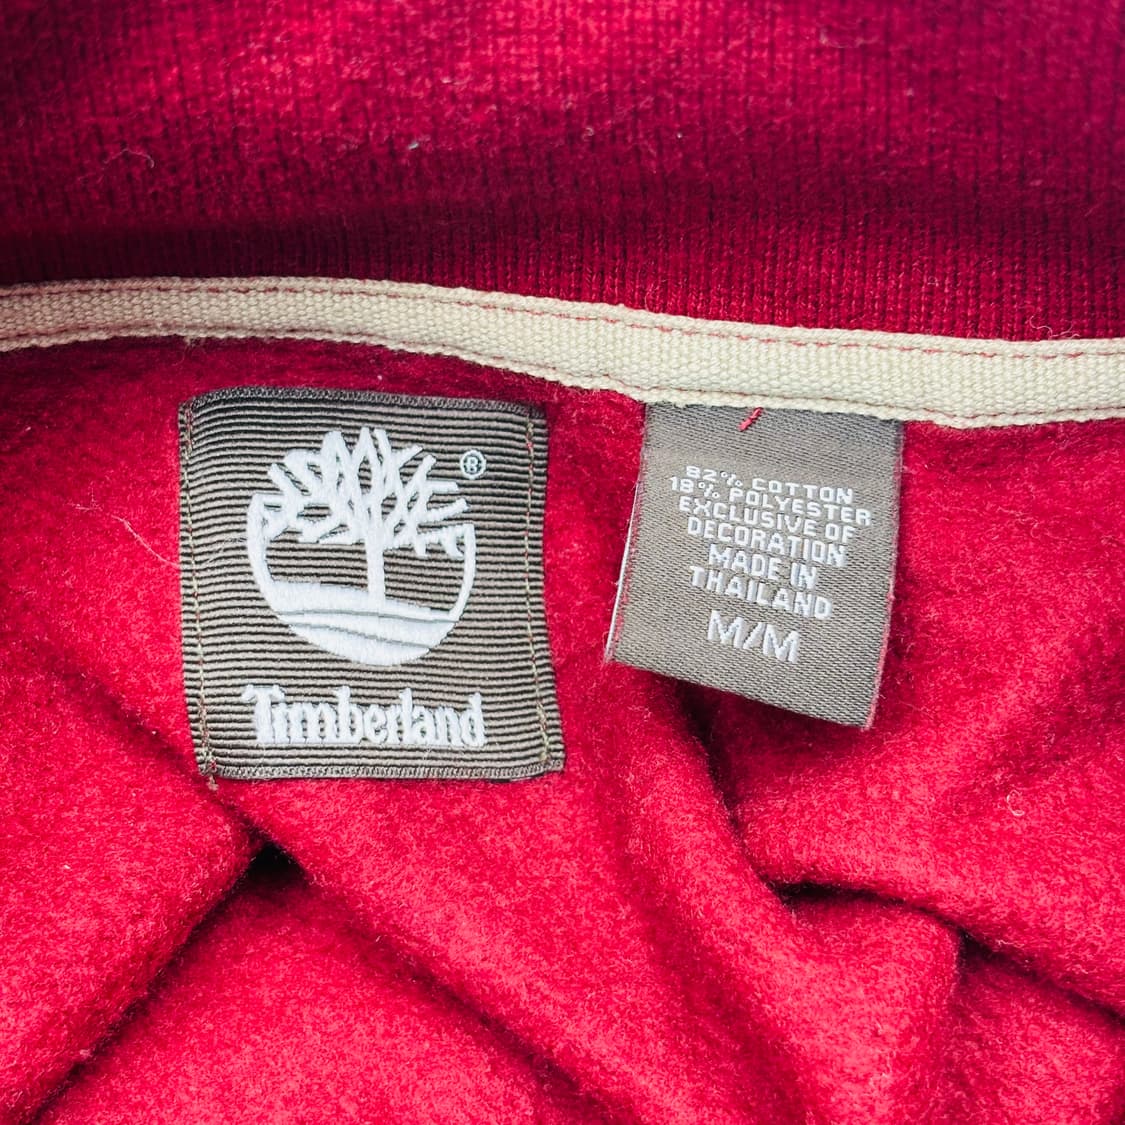 ®
Timberland
82% COTTON
18% POLYESTER
EXCLUSIVE OF
DECORATION
MADE IN
THAILAND
M/M